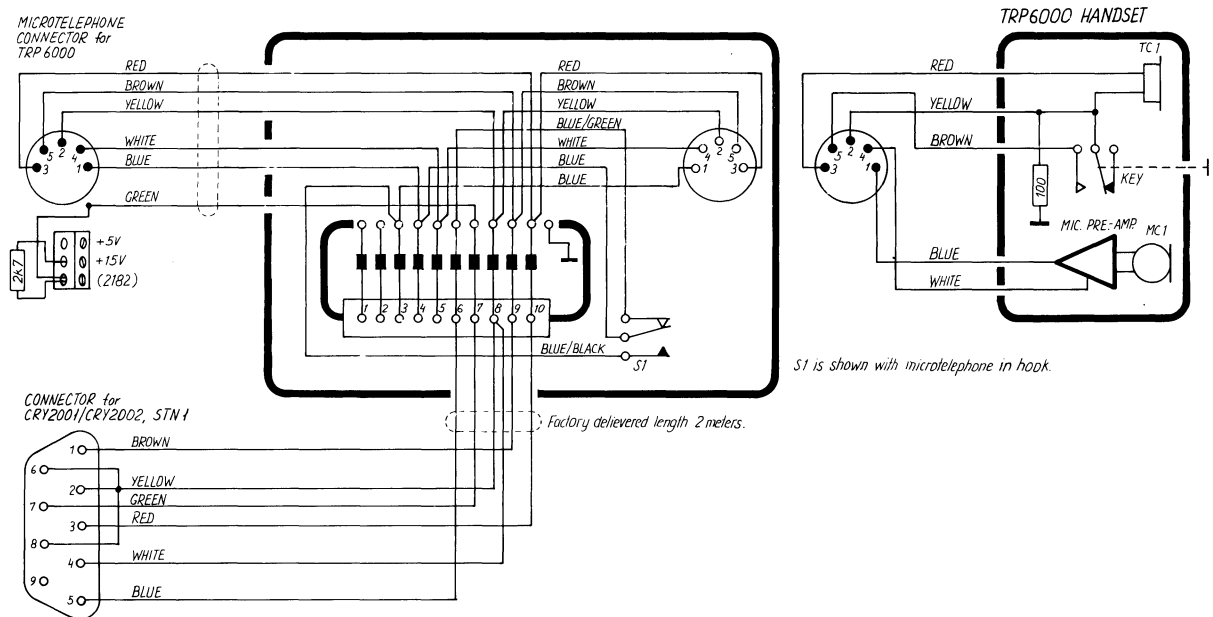 MICROTELEPHONE
CONNECTOR for
TRP 6000
RED
BROWN
YELLOW
WHITE
BLUE
GREEN
5 2 4
3 1
+5V
+15V
(2182)
2k7
RED
BROWN
YELLOW
BLUE/GREEN
WHITE
BLUE
BLUE
4 2 5
1 3
1 2 3 4 5 6 7 8 9 10
BLUE/BLACK
S1
TRP6000 HANDSET
RED
YELLOW
BROWN
5 2 4
3 1
TC1
KEY
100
MIC. PRE-AMP.
MC1
BLUE
WHITE
S1 is shown with microtelephone in hook.
Factory delievered length 2 meters.
CONNECTOR for
CRY2001/CRY2002, STN1
1
BROWN
6
2
YELLOW
7
GREEN
3
RED
8
4
WHITE
9
5
BLUE